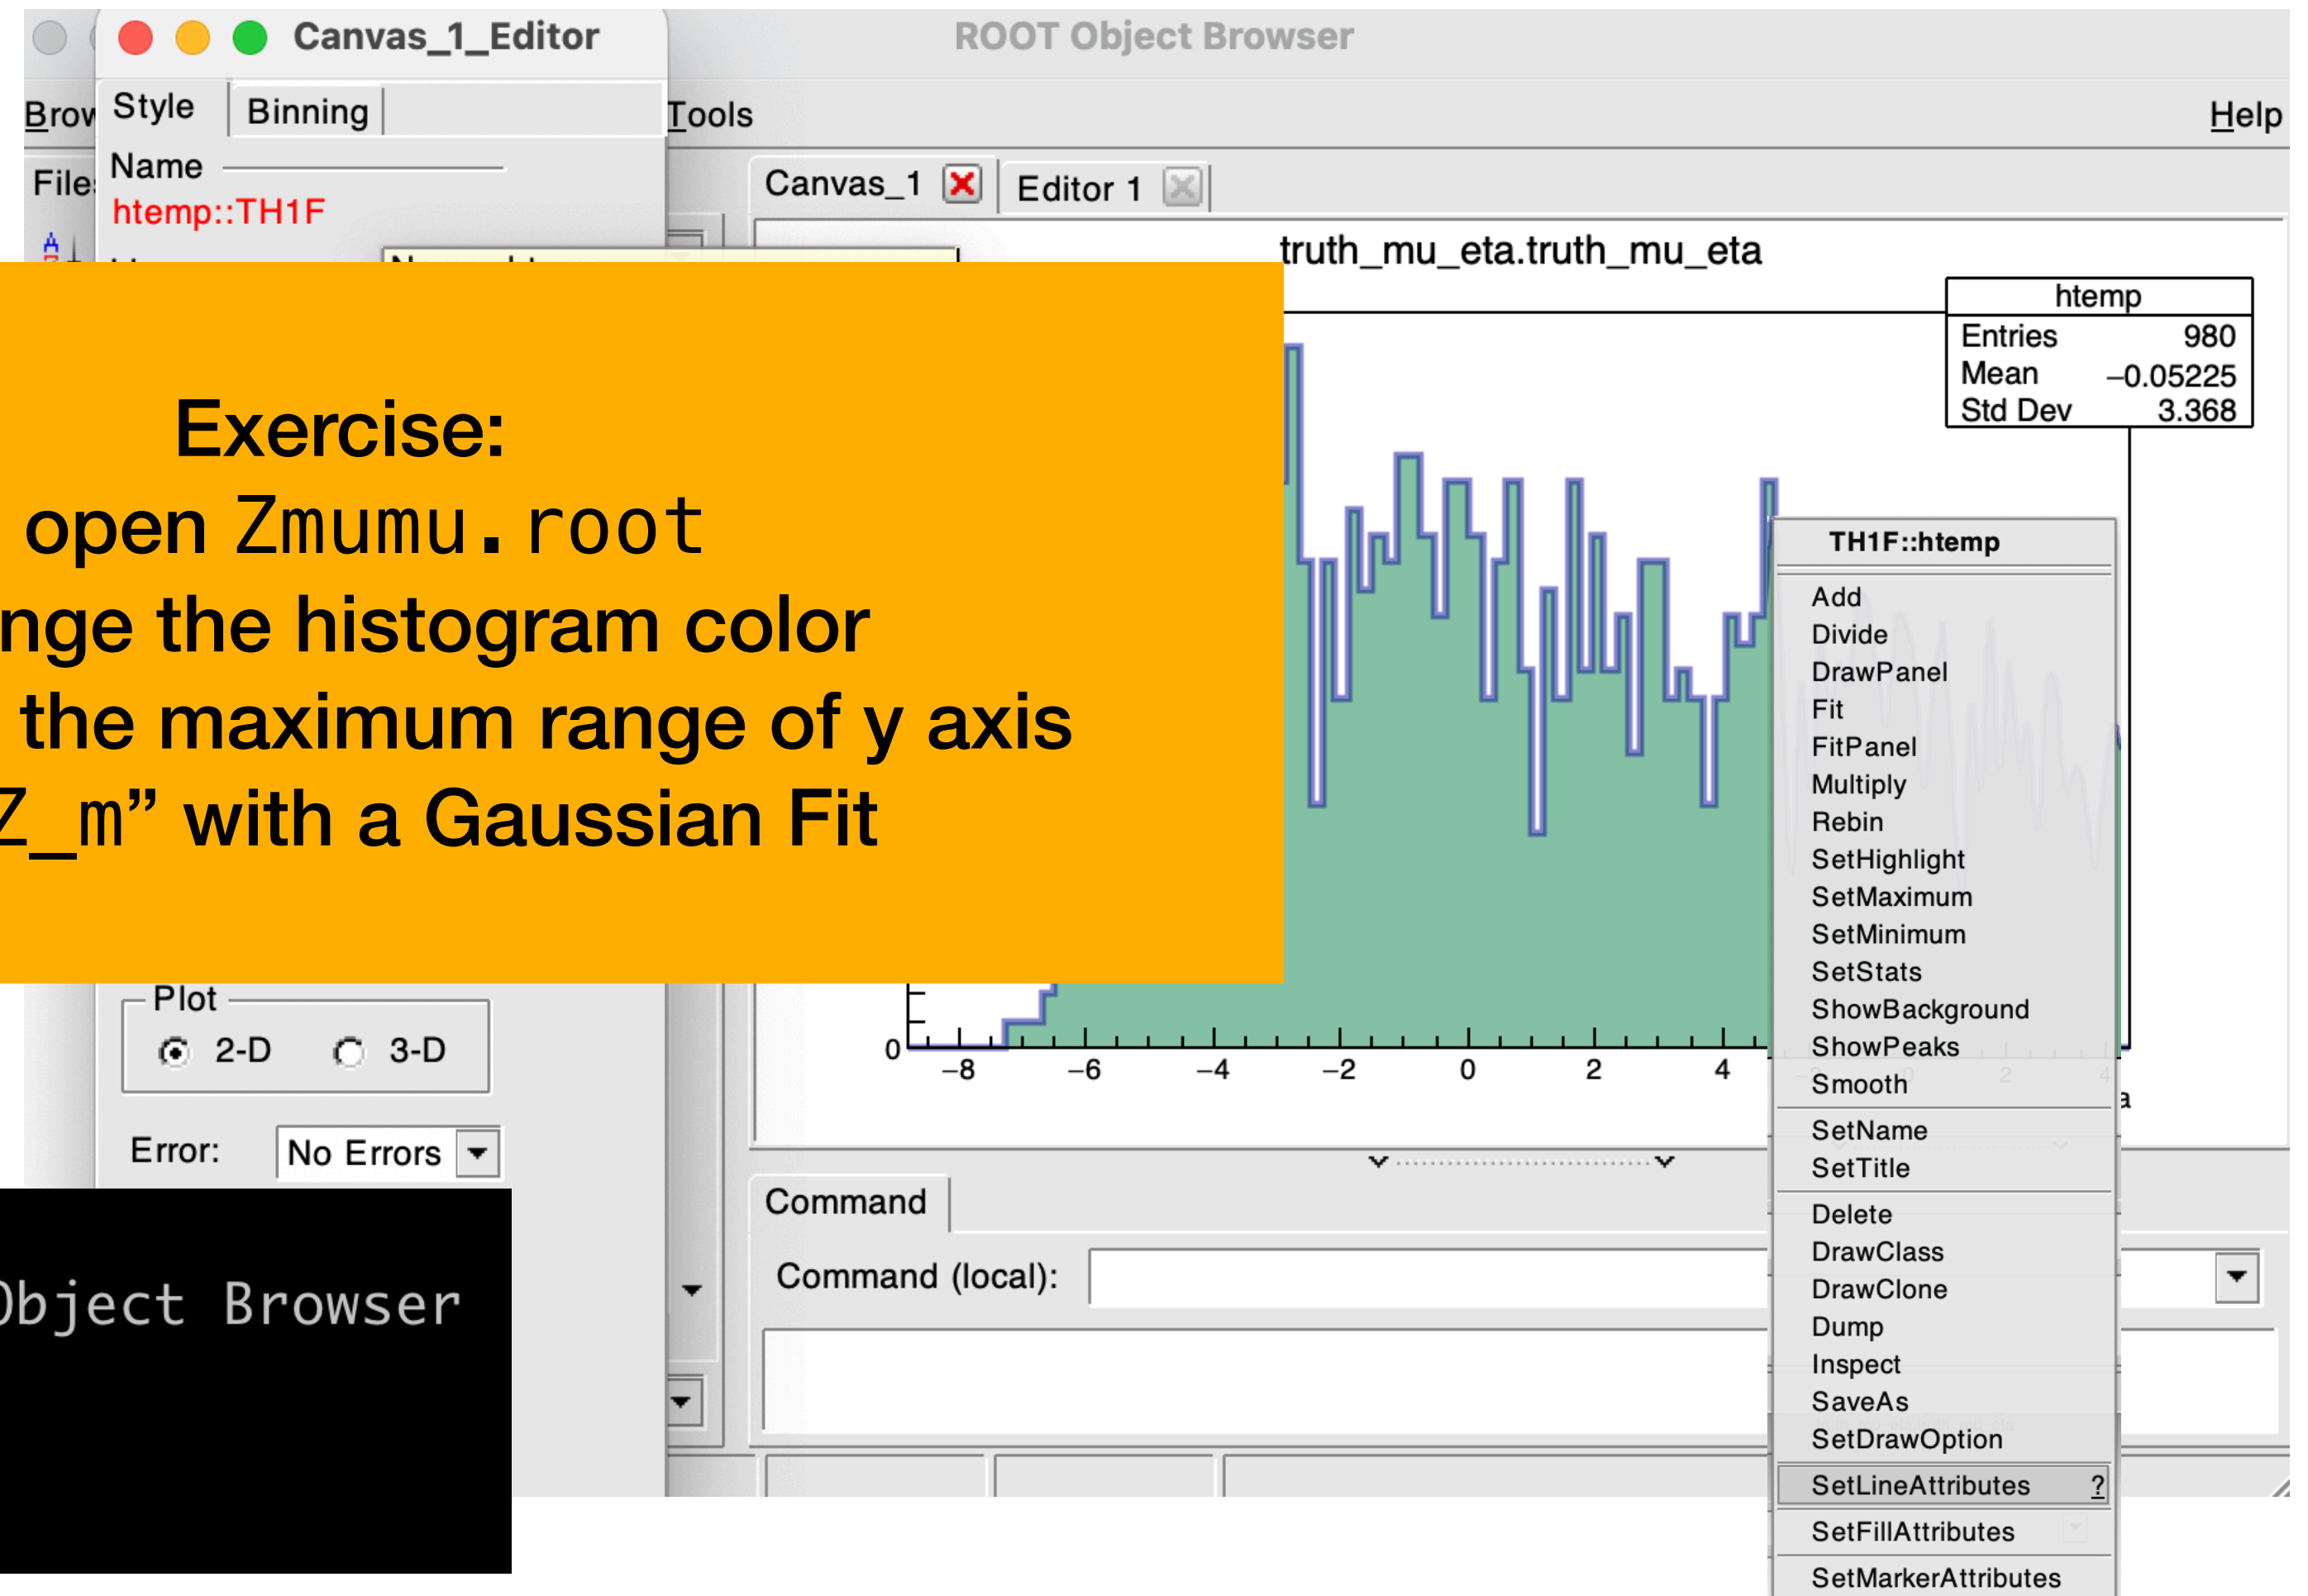 Canvas_1_Editor
ROOT Object Browser
Style
Binning
Tools
Help
Name
htemp::TH1F
Canvas_1
Editor 1
truth_mu_eta.truth_mu_eta
htemp
Entries 980
Mean −0.05225
Std Dev 3.368
Exercise:
open Zmumu.root
the histogram color
the maximum range of y axis
Z_m” with a Gaussian Fit
TH1F::htemp
Add
Divide
DrawPanel
Fit
FitPanel
Multiply
Rebin
SetHighlight
SetMaximum
SetMinimum
SetStats
ShowBackground
ShowPeaks
Smooth
SetName
SetTitle
Delete
DrawClass
DrawClone
Dump
Inspect
SaveAs
SetDrawOption
SetLineAttributes ?
SetFillAttributes
SetMarkerAttributes
0
−8 −6 −4 −2 0 2 4
Plot
2-D 3-D
Error: No Errors
Command
Command (local):
Browser